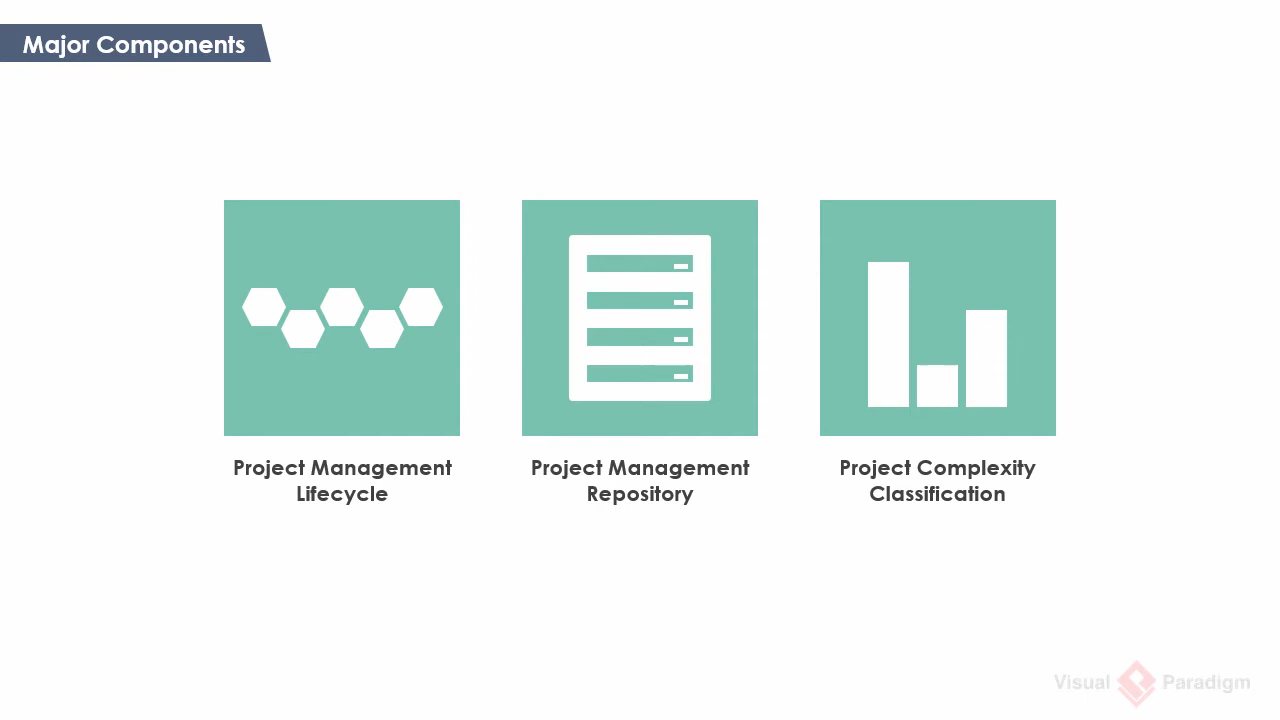 Major Components
Project Management
Lifecycle
Project Management
Repository
Project Complexity
Classification
Visual Paradigm